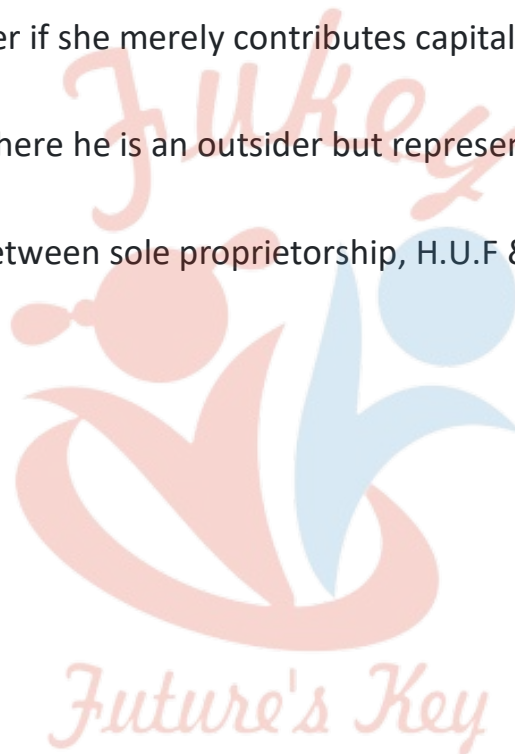 er if she merely contributes capital
Fukey
here he is an outsider but represen
etween sole proprietorship, H.U.F &
Future's Key